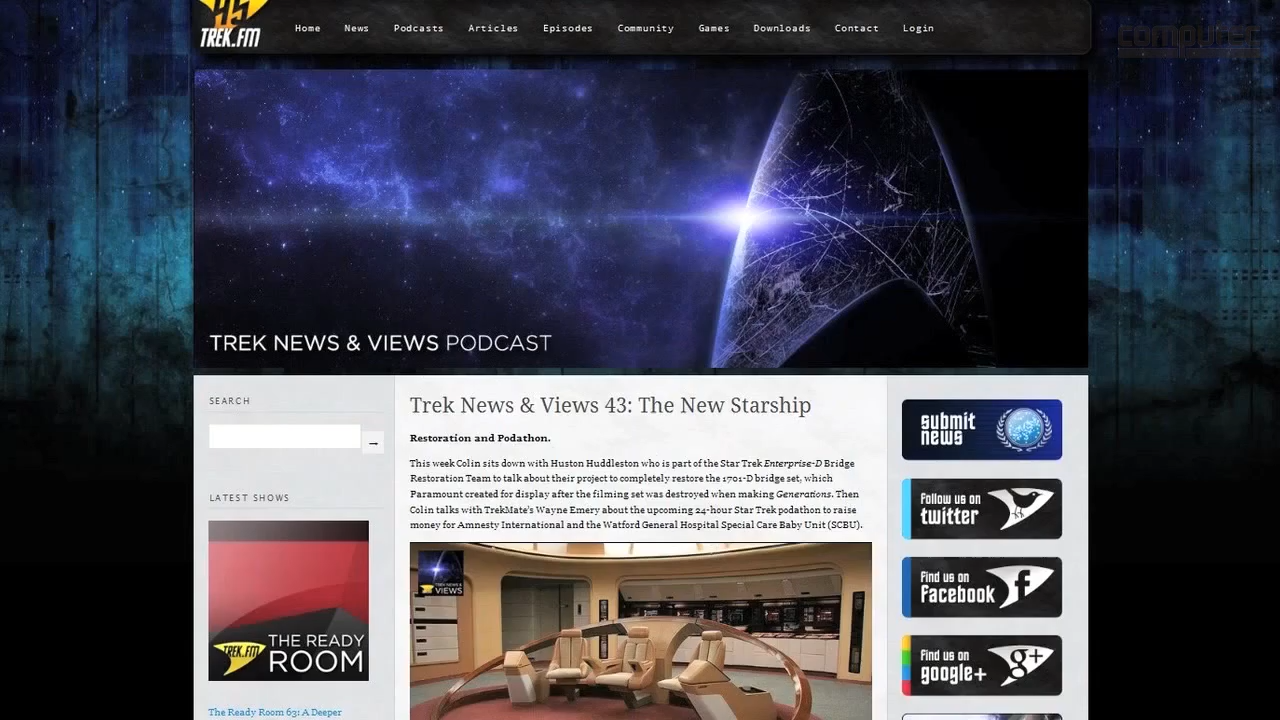 TREK.FM
Home News Podcasts Articles Episodes Community Games Downloads Contact Login
computer
TREK NEWS & VIEWS PODCAST
SEARCH
→
LATEST SHOWS
TREK.FM
THE READY
ROOM
The Ready Room 63: A Deeper
Trek News & Views 43: The New Starship
Restoration and Podathon.
This week Colin sits down with Huston Huddleston who is part of the Star Trek Enterprise-D Bridge
Restoration Team to talk about their project to completely restore the 1701-D bridge set, which
Paramount created for display after the filming set was destroyed when making Generations. Then
Colin talks with TrekMate's Wayne Emery about the upcoming 24-hour Star Trek podathon to raise
money for Amnesty International and the Watford General Hospital Special Care Baby Unit (SCBU).
TREK NEWS &
VIEWS
submit
news
Follow us on
twitter
Find us on
Facebook
Find us on
google+
g+